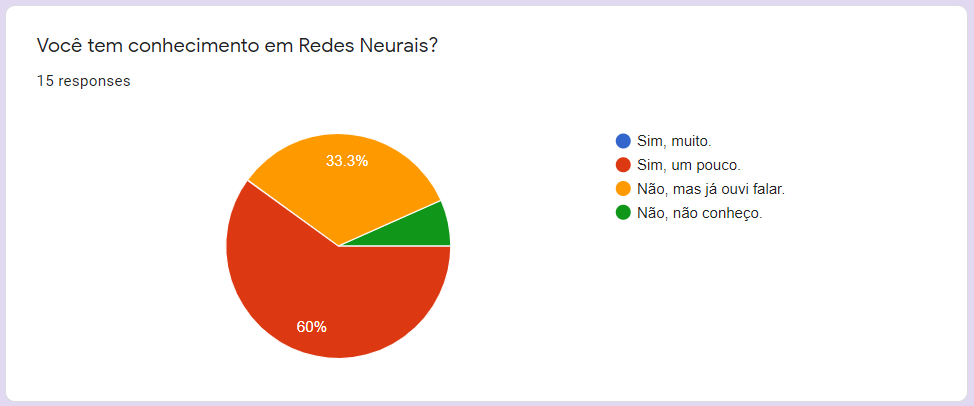 Você tem conhecimento em Redes Neurais?
15 responses
33.3%
60%
Sim, muito.
Sim, um pouco.
Não, mas já ouvi falar.
Não, não conheço.